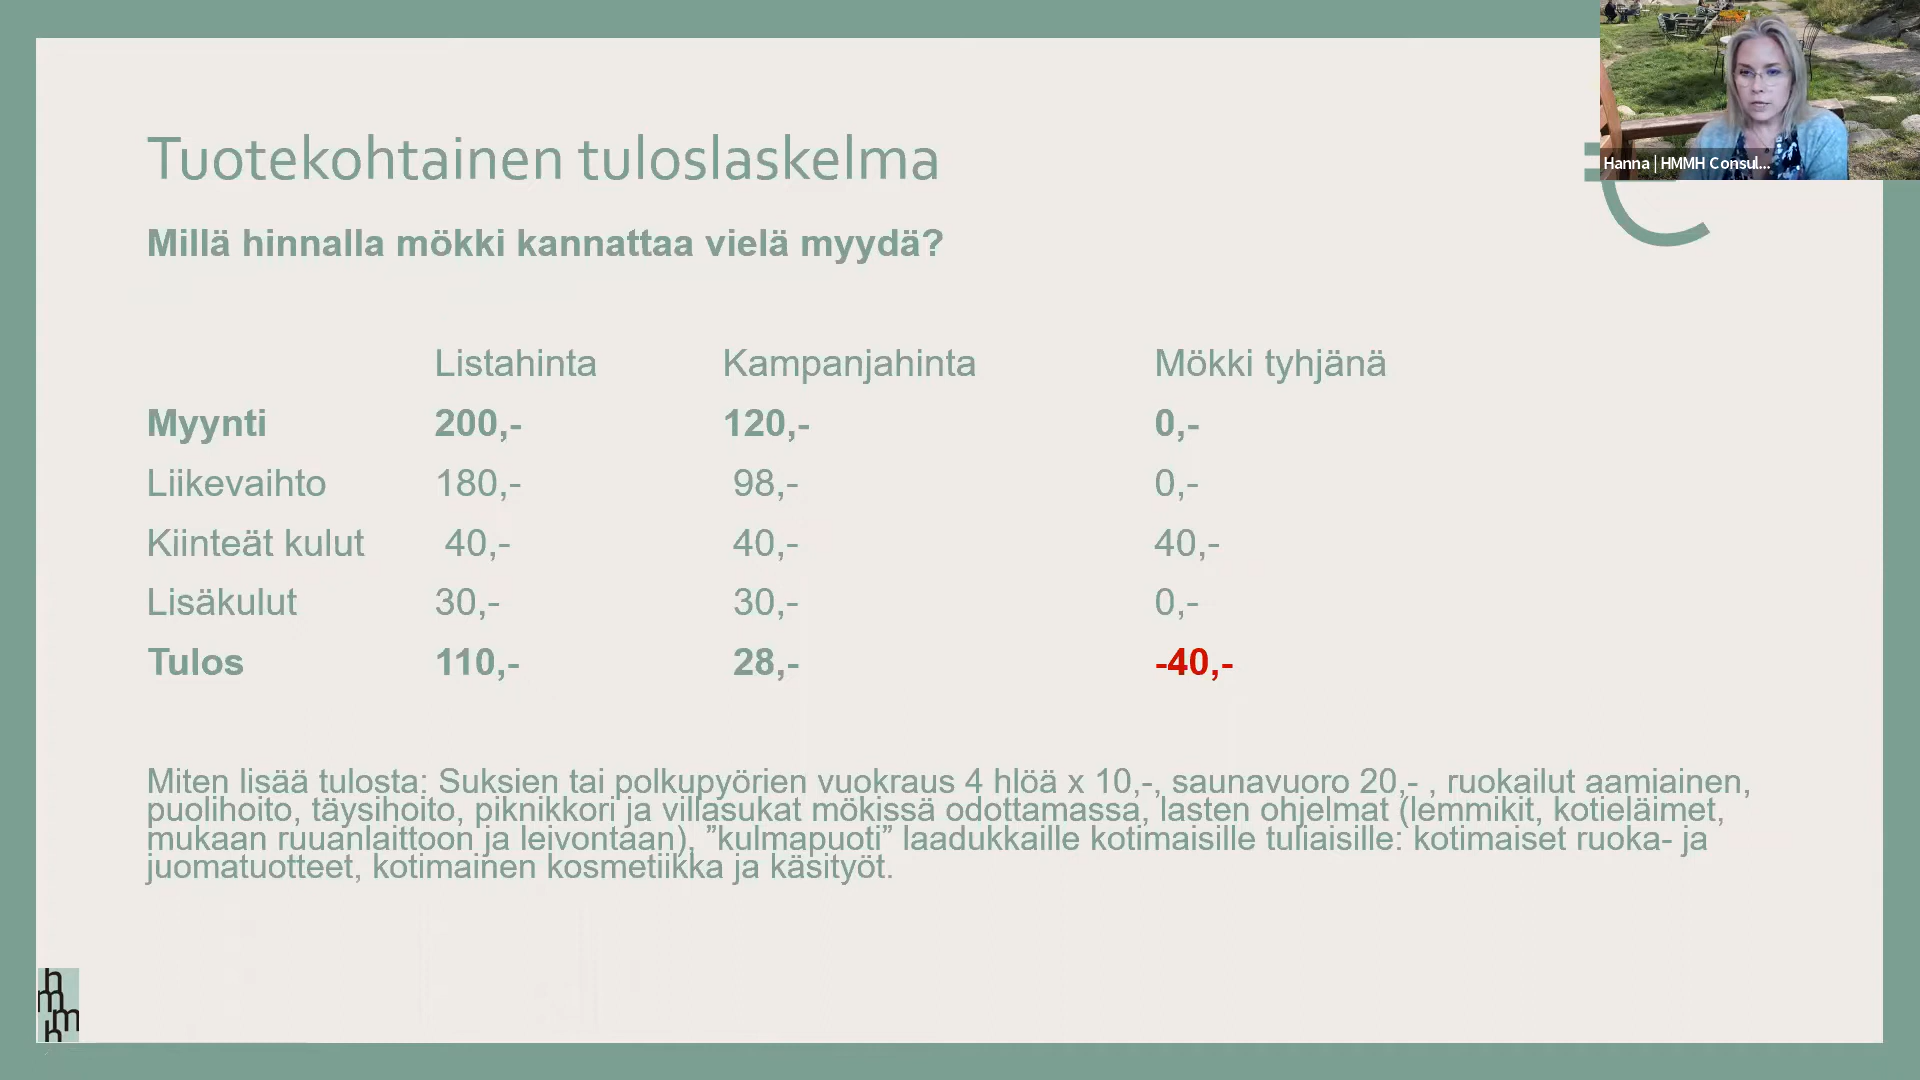 Tuotekohtainen tuloslaskelma
Millä hinnalla mökki kannattaa vielä myydä?
Listahinta Kampanjahinta Mökki tyhjänä
Myynti 200,- 120,- 0,-
Liikevaihto 180,- 98,- 0,-
Kiinteät kulut 40,- 40,- 40,-
Lisäkulut 30,- 30,- 0,-
Tulos 110,- 28,- -40,-
Miten lisää tulosta: Suksien tai polkupyörien vuokraus 4 hlöä x 10,-, saunavuoro 20,- , ruokailut aamiainen,
puolihoito, täysihoito, piknikkori ja villasukat mökissä odottamassa, lasten ohjelmat (lemmikit, kotieläimet,
mukaan ruuanlaittoon ja leivontaan), ”kulmapuoti” laadukkaille kotimaisille tuliaisille: kotimaiset ruoka- ja
juomatuotteet, kotimainen kosmetiikka ja käsityöt.
Hanna | HMMH Consul...
h
m
m
h